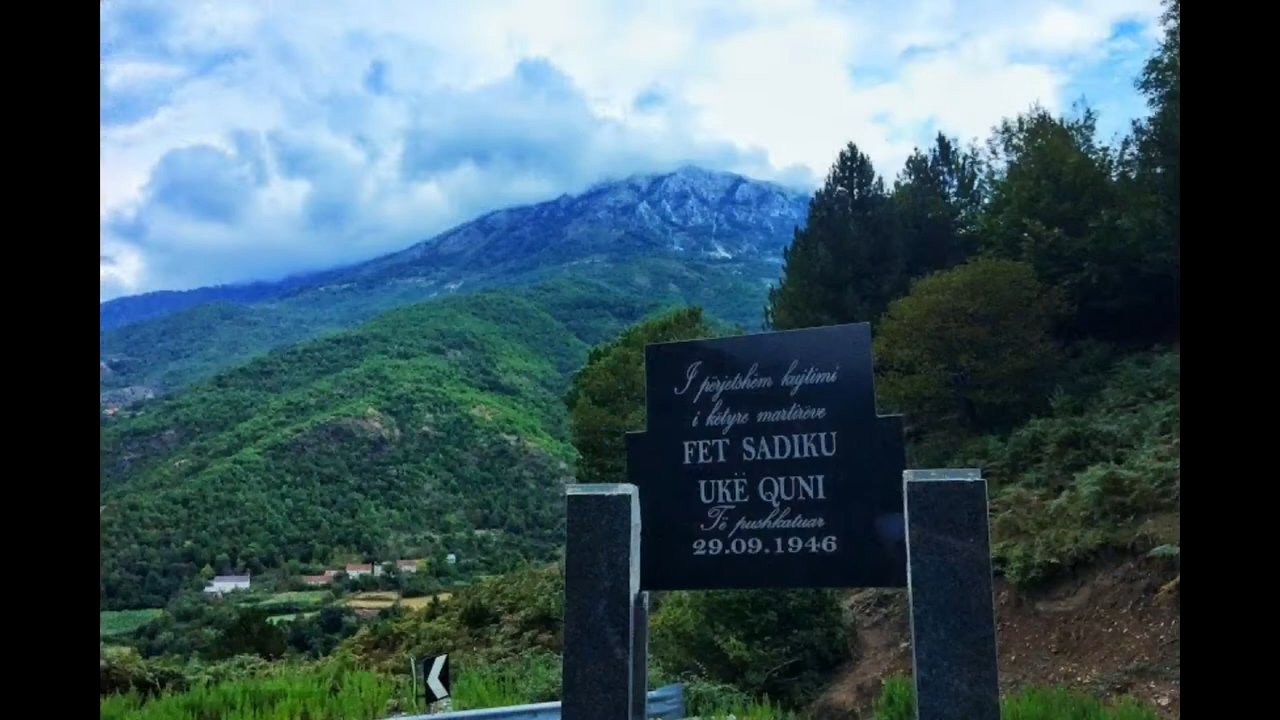 I përjetshëm kujtimi
i këtyre martirëve
FET SADIKU
UKË QUNI
Të pushkatuar
29.09.1946